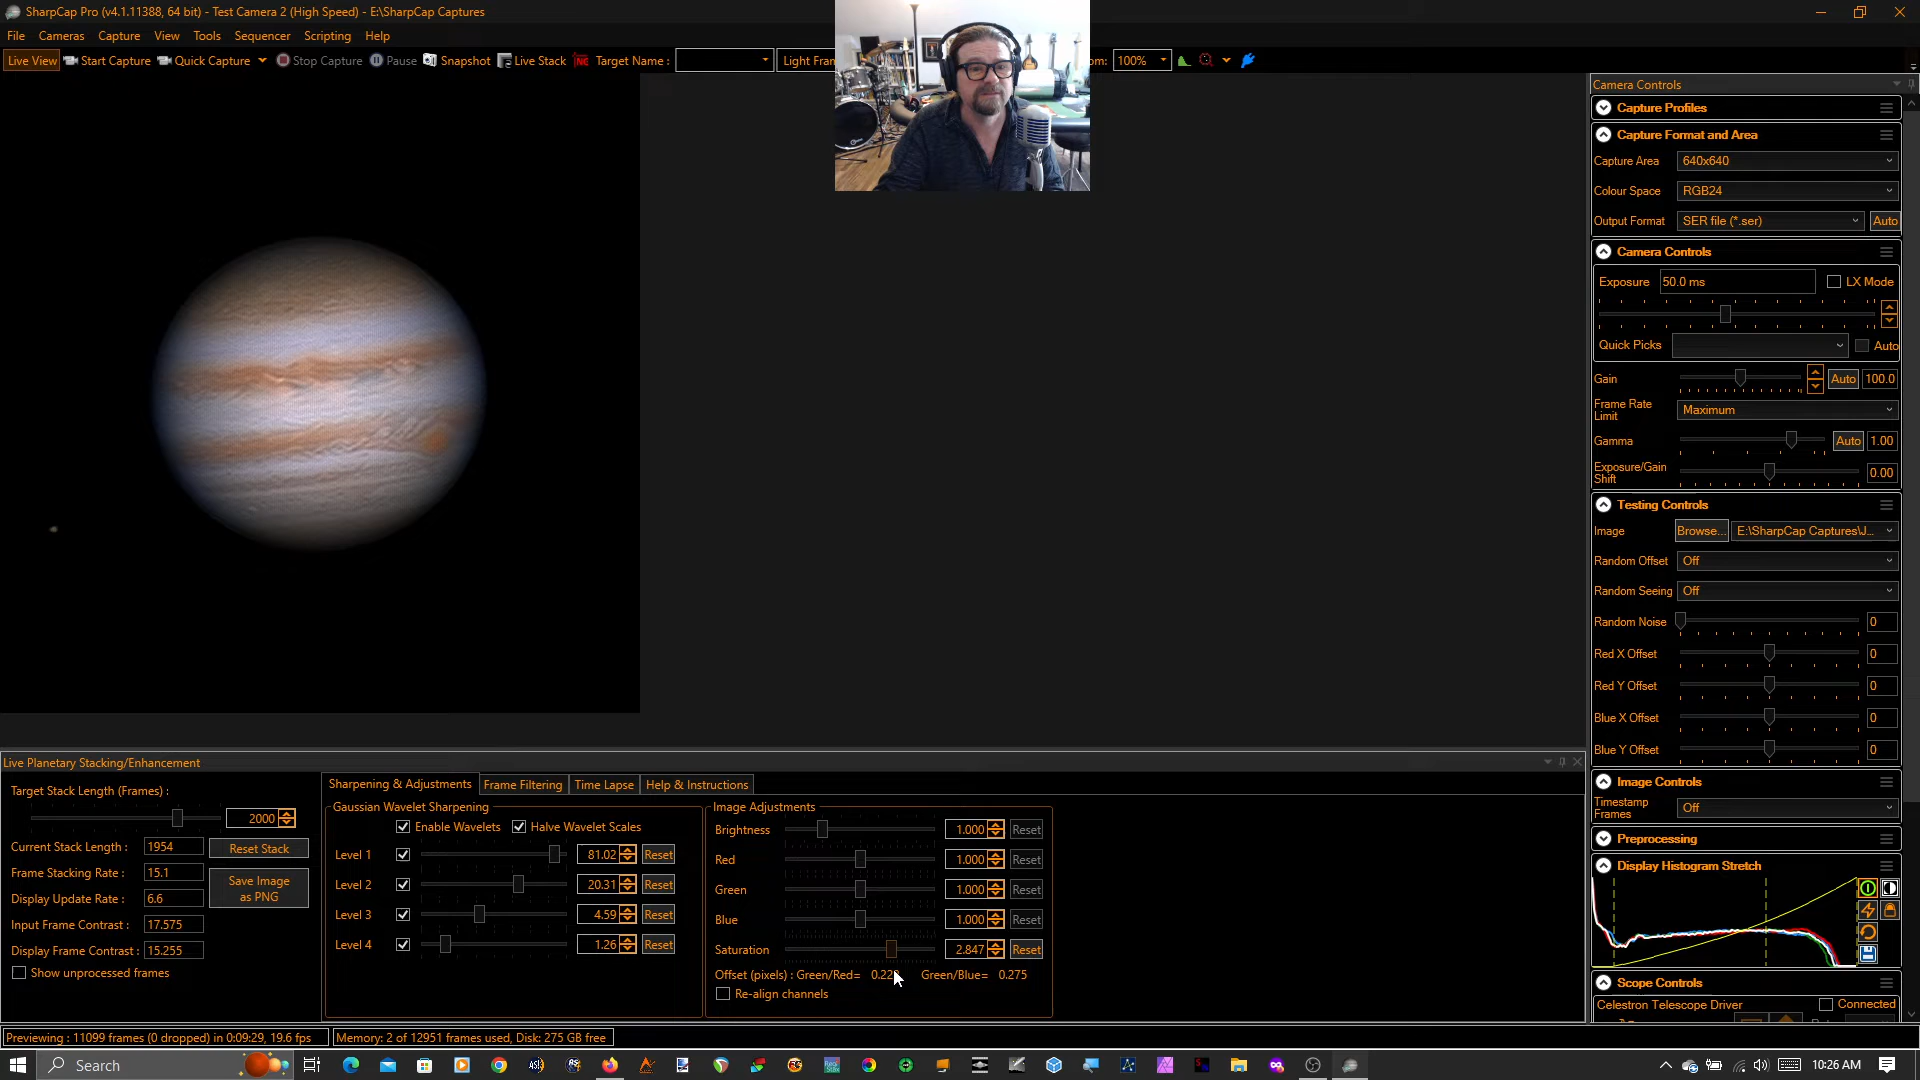 SharpCap Pro (v4.1.11388, 64 bit) - Test Camera 2 (High Speed) - E:\SharpCap Captures
File Cameras Capture View Tools Sequencer Scripting Help
Live View Start Capture Quick Capture Stop Capture Pause Snapshot Live Stack Target Name : Light Fram om: 100%
Camera Controls
Capture Profiles
Capture Format and Area
Capture Area 640x640
Colour Space RGB24
Output Format SER file (*.ser) Auto
Camera Controls
Exposure 50.0 ms LX Mode
Quick Picks Auto
Gain Auto 100.0
Frame Rate Limit Maximum
Gamma Auto 1.00
Exposure/Gain Shift 0.00
Testing Controls
Image Browse... E:\SharpCap Captures\J...
Random Offset Off
Random Seeing Off
Random Noise 0
Red X Offset 0
Red Y Offset 0
Blue X Offset 0
Blue Y Offset 0
Image Controls
Timestamp Frames Off
Preprocessing
Display Histogram Stretch
Scope Controls
Celestron Telescope Driver Connected
Live Planetary Stacking/Enhancement
Target Stack Length (Frames) :
2000
Current Stack Length : 1954 Reset Stack
Frame Stacking Rate : 15.1
Display Update Rate : 6.6
Save Image as PNG
Input Frame Contrast : 17.575
Display Frame Contrast : 15.255
Show unprocessed frames
Sharpening & Adjustments Frame Filtering Time Lapse Help & Instructions
Gaussian Wavelet Sharpening
Enable Wavelets Halve Wavelet Scales
Level 1 81.02 Reset
Level 2 20.31 Reset
Level 3 4.59 Reset
Level 4 1.26 Reset
Image Adjustments
Brightness 1.000 Reset
Red 1.000 Reset
Green 1.000 Reset
Blue 1.000 Reset
Saturation 2.847 Reset
Offset (pixels) : Green/Red= Green/Blue= 0.275
Re-align channels
Previewing : 11099 frames (0 dropped) in 0:09:29, 19.6 fps Memory: 2 of 12951 frames used, Disk: 275 GB free
Search
10:26 AM